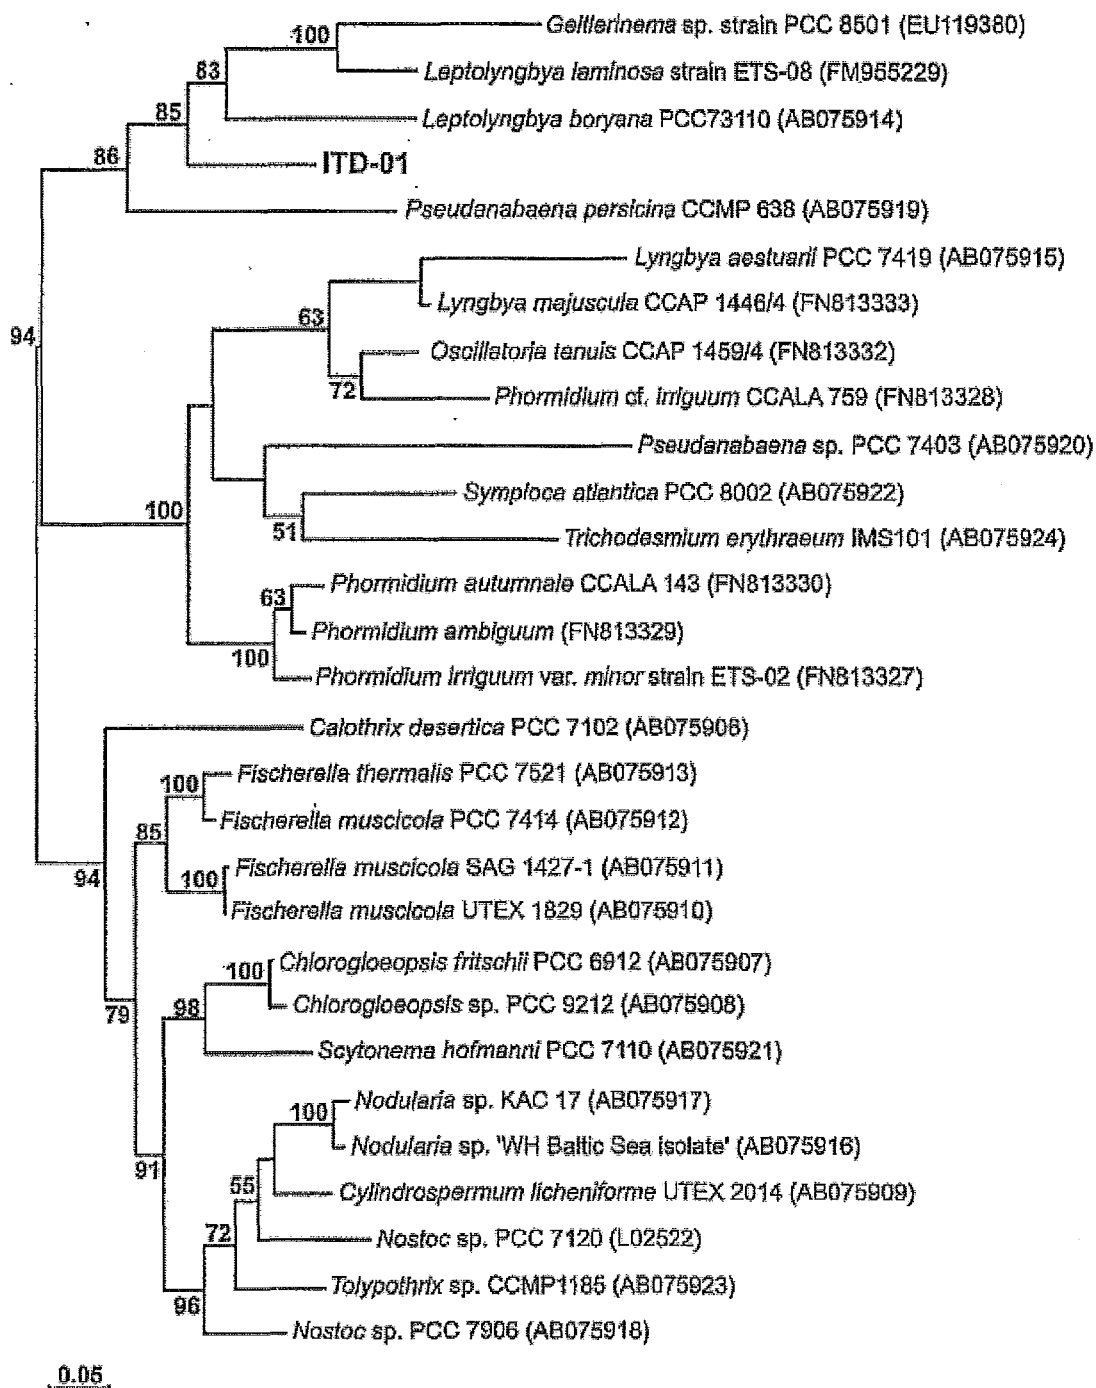 100
Geitlerinema sp. strain PCC 8501 (EU119380)
83
Leptolyngbya laminosa strain ETS-08 (FM955229)
85
Leptolyngbya boryana PCC73110 (AB075914)
86
ITD-01
Pseudanabaena persicina CCMP 638 (AB075919)
Lyngbya aestuarii PCC 7419 (AB075915)
Lyngbya majuscula CCAP 1446/4 (FN813333)
63
94
Oscillatoria tenuis CCAP 1459/4 (FN813332)
72
Phormidium cf. irriguum CCALA 759 (FN813328)
Pseudanabaena sp. PCC 7403 (AB075920)
Symploca atlantica PCC 8002 (AB075922)
100
51
Trichodesmium erythraeum IMS101 (AB075924)
Phormidium autumnale CCALA 143 (FN813330)
63
Phormidium ambiguum (FN813329)
100
Phormidium irriguum var. minor strain ETS-02 (FN813327)
Calothrix desertica PCC 7102 (AB075906)
100
Fischerella thermalis PCC 7521 (AB075913)
Fischerella muscicola PCC 7414 (AB075912)
85
Fischerella muscicola SAG 1427-1 (AB075911)
94
100
Fischerella muscicola UTEX 1829 (AB075910)
100
Chlorogloeopsis fritschii PCC 6912 (AB075907)
Chlorogloeopsis sp. PCC 9212 (AB075908)
79
98
Scytonema hofmanni PCC 7110 (AB075921)
100
Nodularia sp. KAC 17 (AB075917)
Nodularia sp. 'WH Baltic Sea isolate' (AB075916)
91
55
Cylindrospermum licheniforme UTEX 2014 (AB075909)
72
Nostoc sp. PCC 7120 (L02522)
Tolypothrix sp. CCMP1185 (AB075923)
96
Nostoc sp. PCC 7906 (AB075918)
0.05